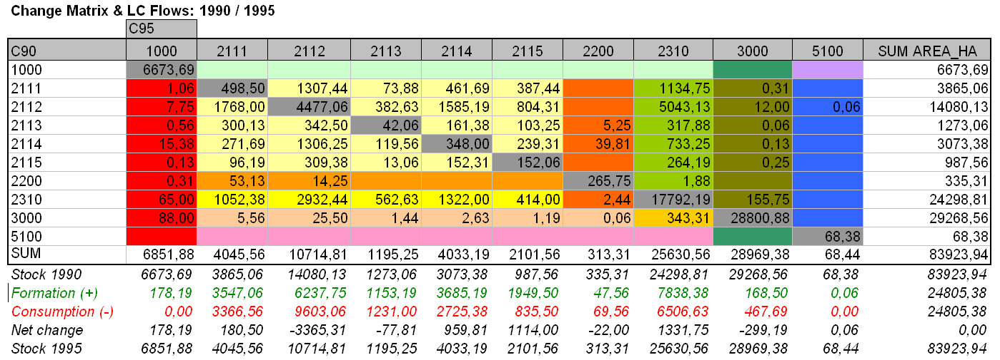 Change Matrix & LC Flows: 1990 / 1995
C95
C90 1000 2111 2112 2113 2114 2115 2200 2310 3000 5100 SUM AREA_HA
1000 6673,69 6673,69
2111 1,06 498,50 1307,44 73,88 461,69 387,44 1134,75 0,31 3865,06
2112 7,75 1768,00 4477,06 382,63 1585,19 804,31 5043,13 12,00 0,06 14080,13
2113 0,56 300,13 342,50 42,06 161,38 103,25 5,25 317,88 0,06 1273,06
2114 15,38 271,69 1306,25 119,56 348,00 239,31 39,81 733,25 0,13 3073,38
2115 0,13 96,19 309,38 13,06 152,31 152,06 264,19 0,25 987,56
2200 0,31 53,13 14,25 265,75 1,88 335,31
2310 65,00 1052,38 2932,44 562,63 1322,00 414,00 2,44 17792,19 155,75 24298,81
3000 88,00 5,56 25,50 1,44 2,63 1,19 0,06 343,31 28800,88 29268,56
5100 68,38 68,38
SUM 6851,88 4045,56 10714,81 1195,25 4033,19 2101,56 313,31 25630,56 28969,38 68,44 83923,94
Stock 1990 6673,69 3865,06 14080,13 1273,06 3073,38 987,56 335,31 24298,81 29268,56 68,38 83923,94
Formation (+) 178,19 3547,06 6237,75 1153,19 3685,19 1949,50 47,56 7838,38 168,50 0,06 24805,38
Consumption (-) 0,00 3366,56 9603,06 1231,00 2725,38 835,50 69,56 6506,63 467,69 0,00 24805,38
Net change 178,19 180,50 -3365,31 -77,81 959,81 1114,00 -22,00 1331,75 -299,19 0,06 0,00
Stock 1995 6851,88 4045,56 10714,81 1195,25 4033,19 2101,56 313,31 25630,56 28969,38 68,44 83923,94